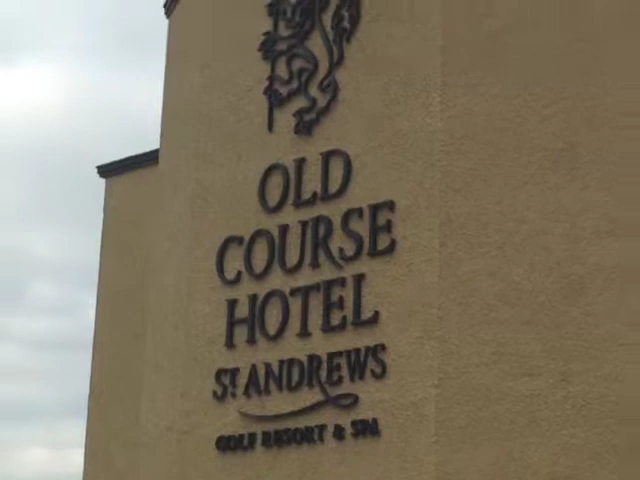 OLD
COURSE
HOTEL
ST ANDREWS
GOLF RESORT & SPA